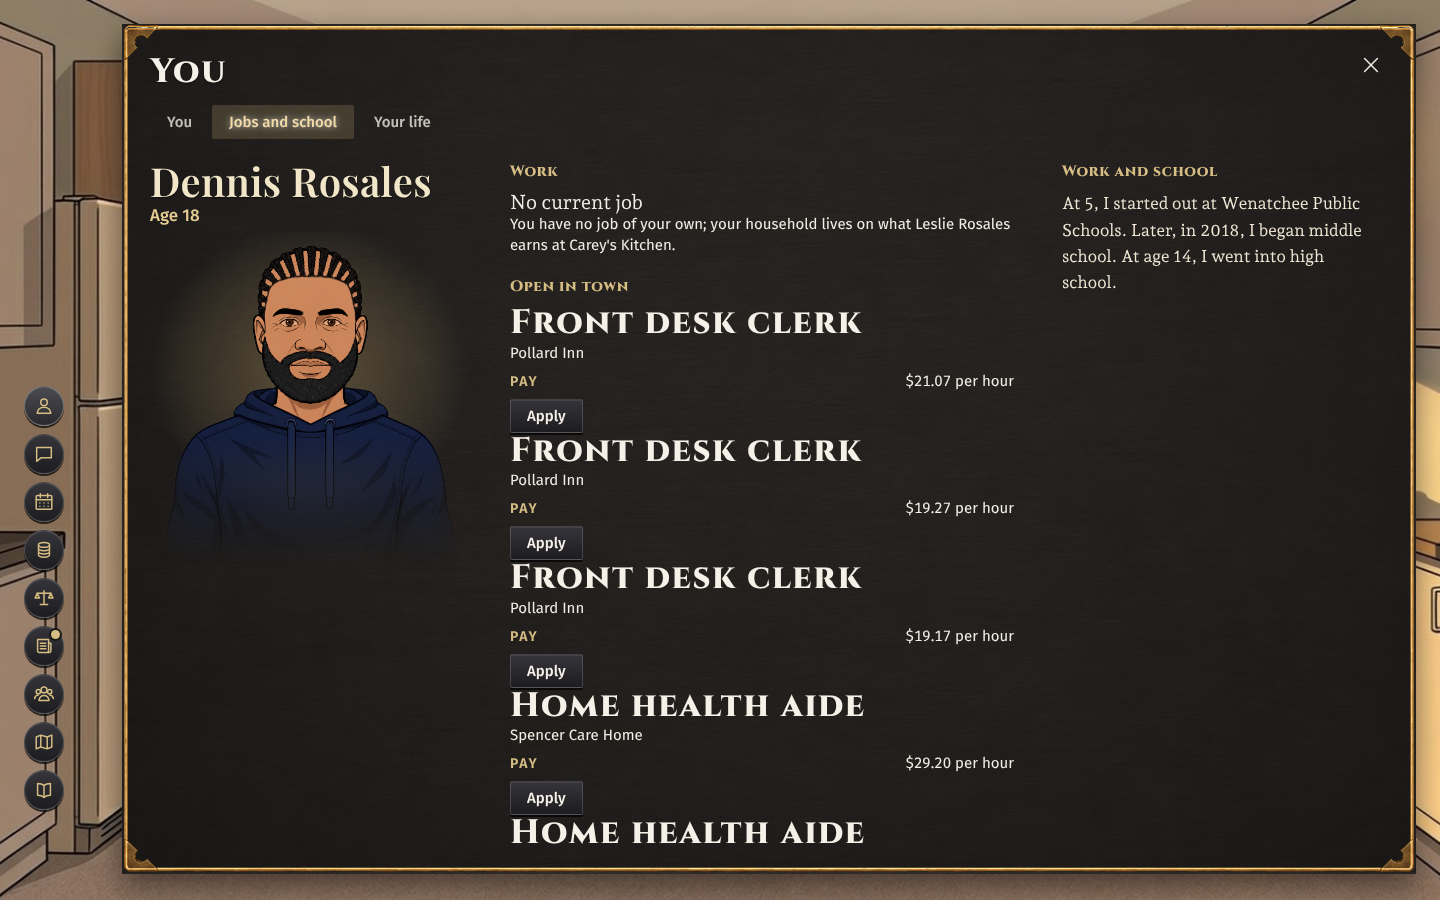 You
You
Jobs and school
Your life
Dennis Rosales
Age 18
Work
No current job
You have no job of your own; your household lives on what Leslie Rosales
earns at Carey's Kitchen.
Open in town
Front desk clerk
Pollard Inn
PAY
$21.07 per hour
Apply
Front desk clerk
Pollard Inn
PAY
$19.27 per hour
Apply
Front desk clerk
Pollard Inn
PAY
$19.17 per hour
Apply
Home health aide
Spencer Care Home
PAY
$29.20 per hour
Apply
Home health aide
Work and school
At 5, I started out at Wenatchee Public
Schools. Later, in 2018, I began middle
school. At age 14, I went into high
school.